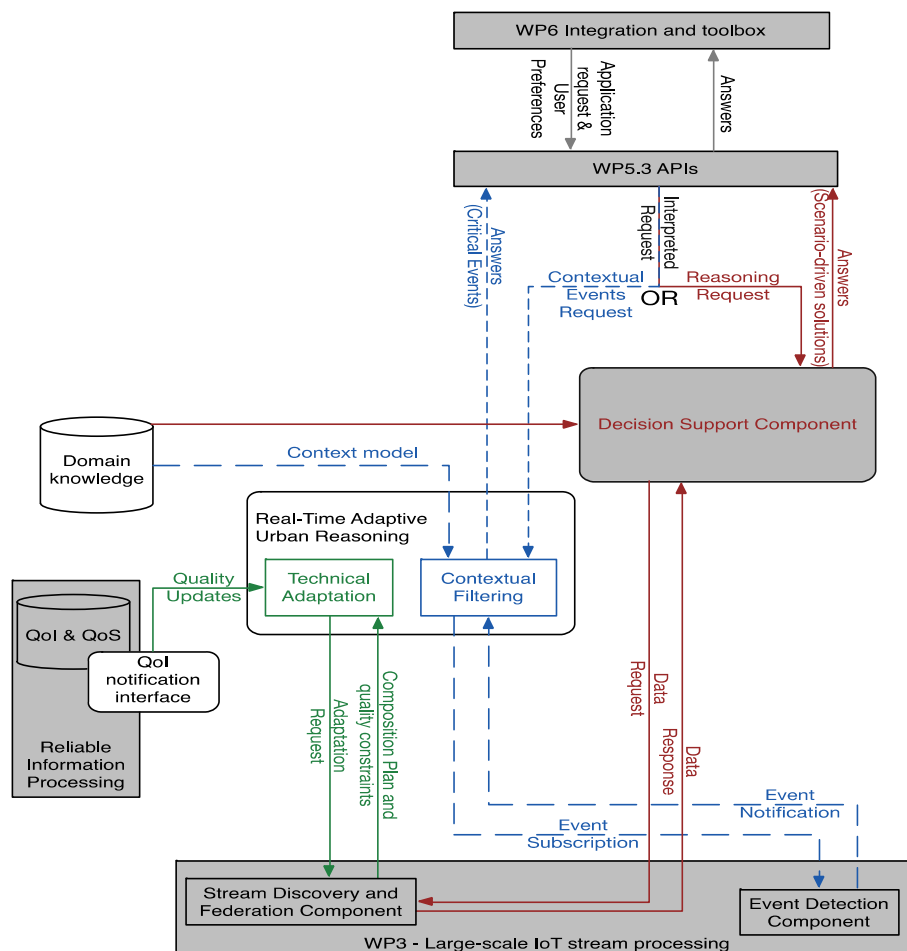 WP6 Integration and toolbox
Application
request &
User
Preferences
Answers
WP5.3 APIs
Answers
(Critical Events)
Interpreted
Request
Answers
(Scenario-driven solutions)
Contextual
Events
Request
OR
Reasoning
Request
Decision Support Component
Domain
knowledge
Context model
Real-Time Adaptive
Urban Reasoning
Technical
Adaptation
Contextual
Filtering
Quality
Updates
QoI & QoS
QoI
notification
interface
Reliable
Information
Processing
Adaptation
Request
Composition Plan and
quality constraints
Data
Request
Data
Response
Event
Subscription
Event
Notification
Stream Discovery and
Federation Component
Event Detection
Component
WP3 - Large-scale IoT stream processing